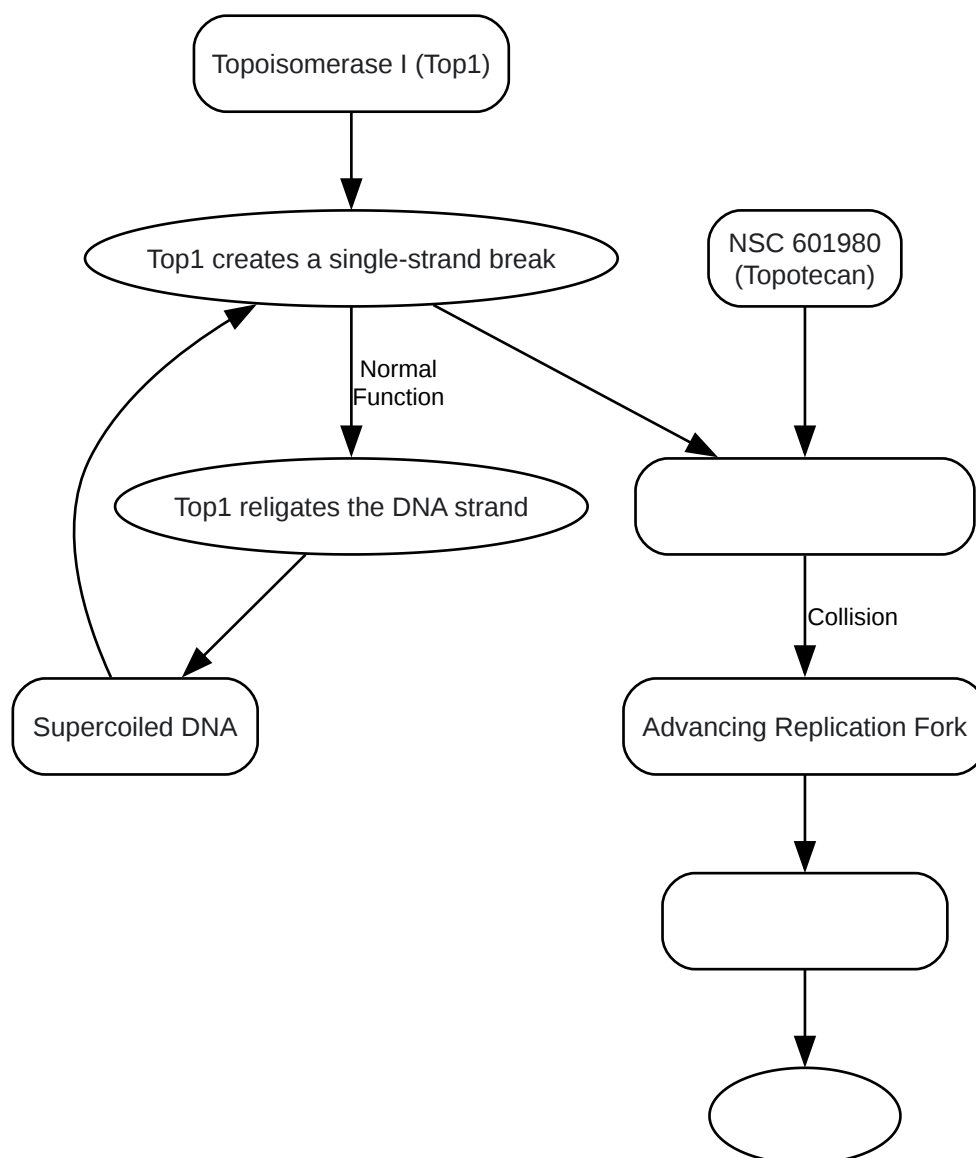 Topoisomerase I (Top1)
Top1 creates a single-strand break
NSC 601980
(Topotecan)
Normal
Function
Top1 religates the DNA strand
Collision
Supercoiled DNA
Advancing Replication Fork